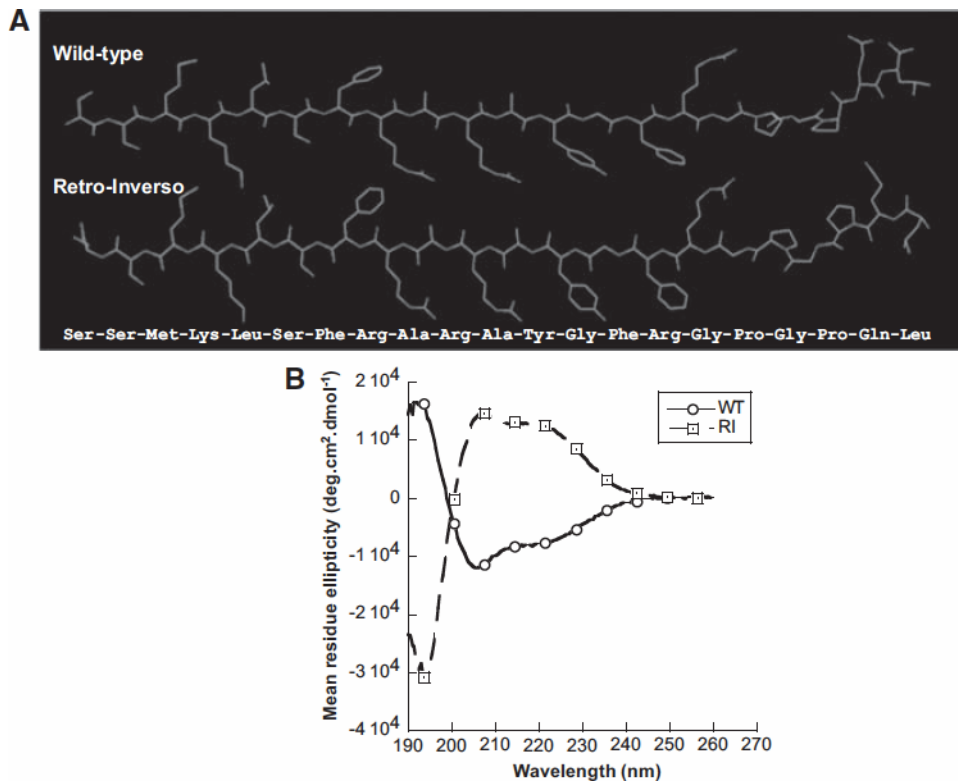 A
Wild-type
Retro-Inverso
Ser-Ser-Met-Lys-Leu-Ser-Phe-Arg-Ala-Arg-Ala-Tyr-Gly-Phe-Arg-Gly-Pro-Gly-Pro-Gln-Leu
B
Mean residue ellipticity (deg.cm².dmol⁻¹)
2 10⁴
1 10⁴
0
-1 10⁴
-2 10⁴
-3 10⁴
-4 10⁴
WT
RI
190 200 210 220 230 240 250 260 270
Wavelength (nm)